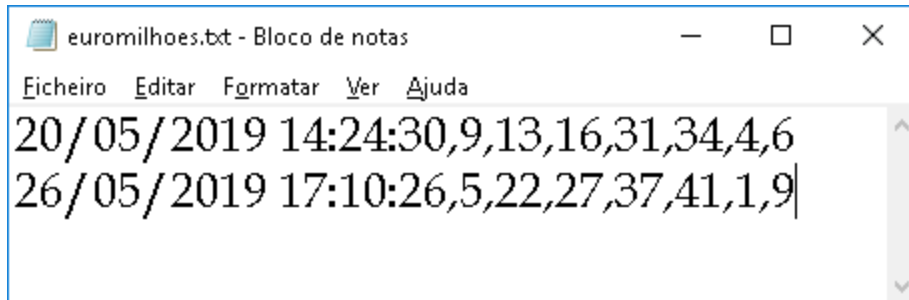 euromilhoes.txt - Bloco de notas
Ficheiro Editar Formatar Ver Ajuda
20/05/2019 14:24:30,9,13,16,31,34,4,6
26/05/2019 17:10:26,5,22,27,37,41,1,9